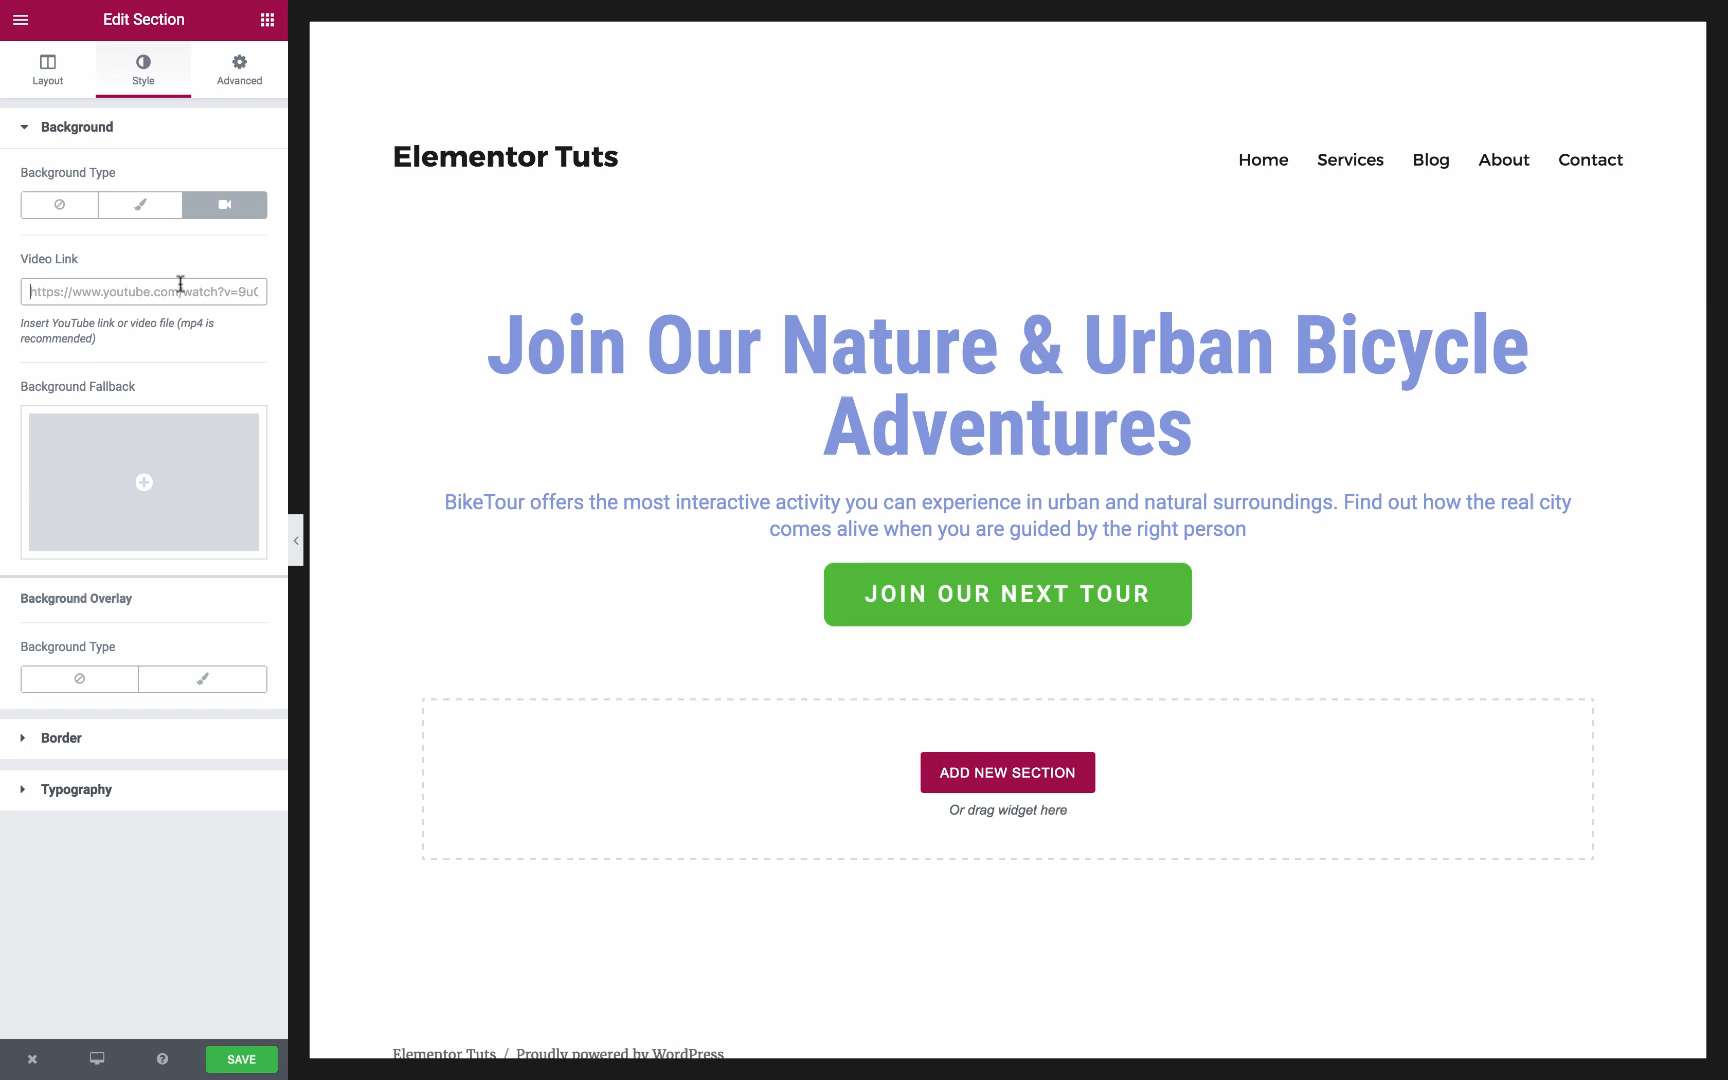 Edit Section
Layout
Style
Advanced
Background
Background Type
Video Link
https://www.youtube.com/watch?v=9u
Insert YouTube link or video file (mp4 is
recommended)
Background Fallback
Background Overlay
Background Type
Border
Typography
SAVE
Elementor Tuts
Home Services Blog About Contact
Join Our Nature & Urban Bicycle
Adventures
BikeTour offers the most interactive activity you can experience in urban and natural surroundings. Find out how the real city
comes alive when you are guided by the right person
JOIN OUR NEXT TOUR
ADD NEW SECTION
Or drag widget here
Elementor Tuts / Proudly powered by WordPress